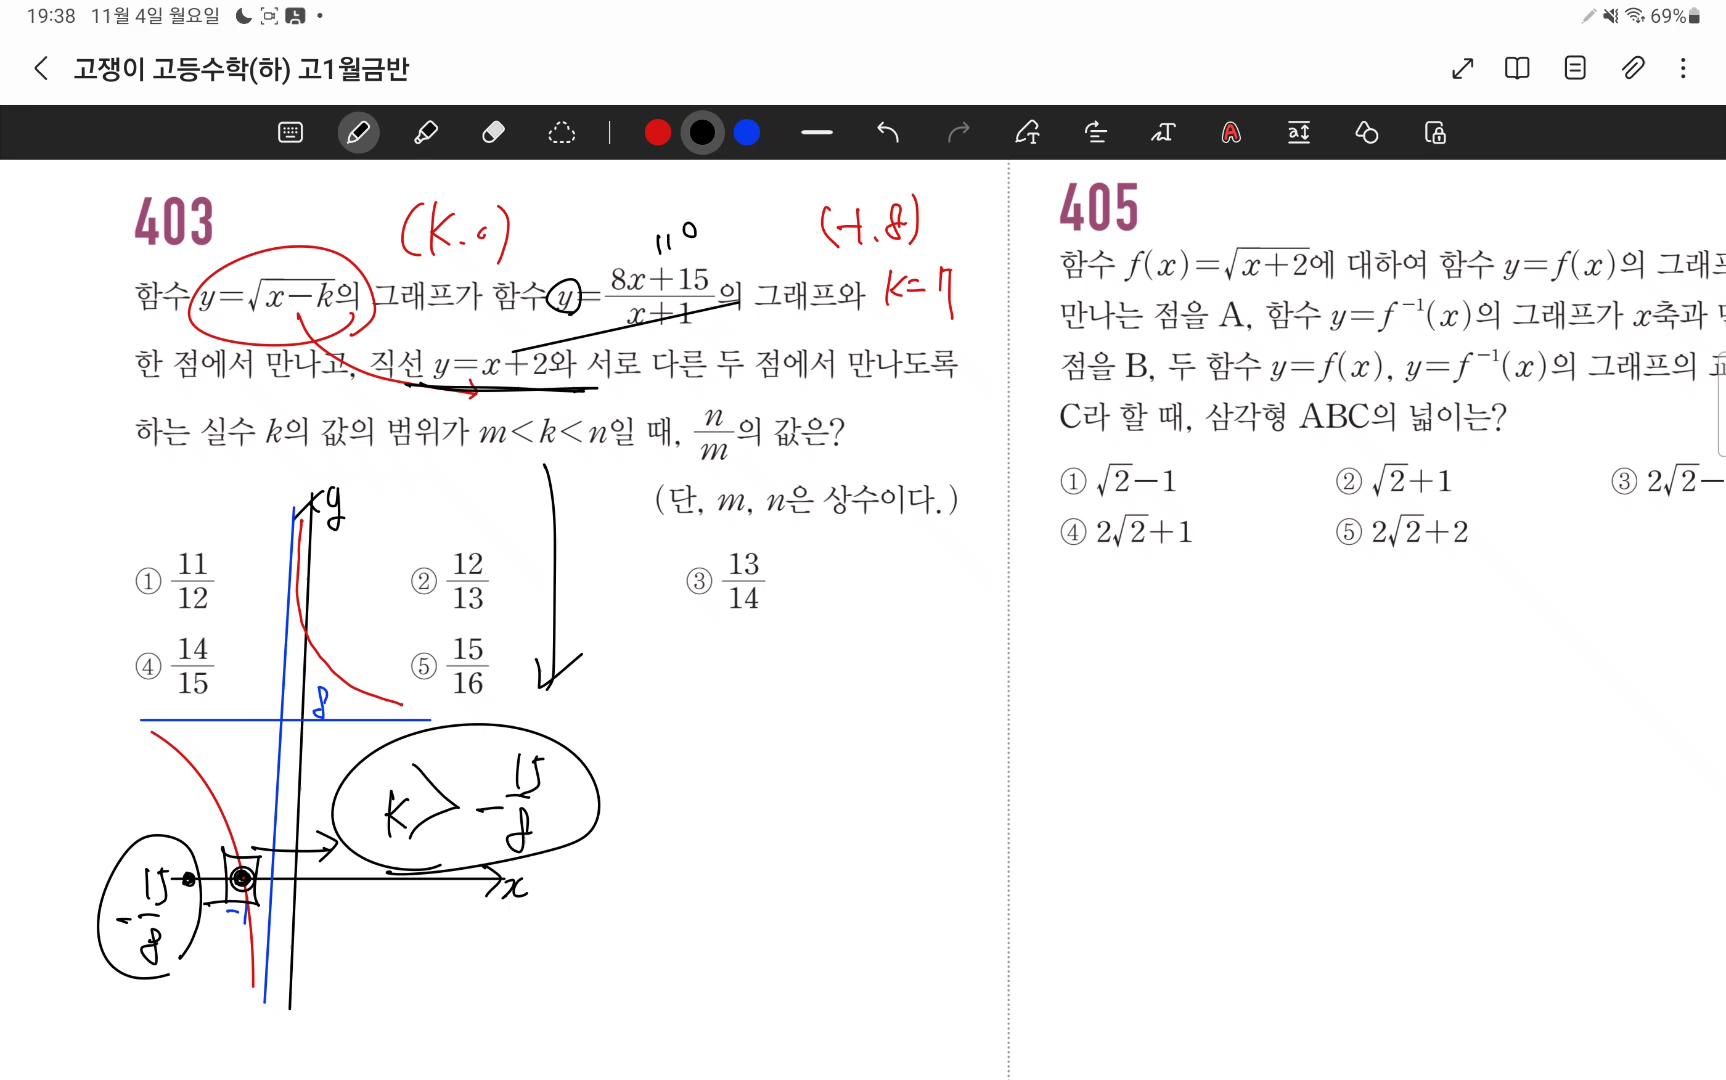 19:38 11월 4일 월요일
69%
고쟁이 고등수학(하) 고1월금반
403
(k.0)
110
(-1.8)
함수 y=√(x−k)의 그래프가 함수 y=(8x+15)/(x+1)의 그래프와
k=7
한 점에서 만나고, 직선 y=x+2와 서로 다른 두 점에서 만나도록
하는 실수 k의 값의 범위가 m<k<n일 때, n/m의 값은?
(단, m, n은 상수이다.)
① 11/12 ② 12/13 ③ 13/14
④ 14/15 ⑤ 15/16
y
8
k > -15/8
x
-15/8
-1
405
함수 f(x)=√(x+2)에 대하여 함수 y=f(x)의 그래프
만나는 점을 A, 함수 y=f⁻¹(x)의 그래프가 x축과
점을 B, 두 함수 y=f(x), y=f⁻¹(x)의 그래프의
C라 할 때, 삼각형 ABC의 넓이는?
① √2−1 ② √2+1 ③ 2√2−
④ 2√2+1 ⑤ 2√2+2